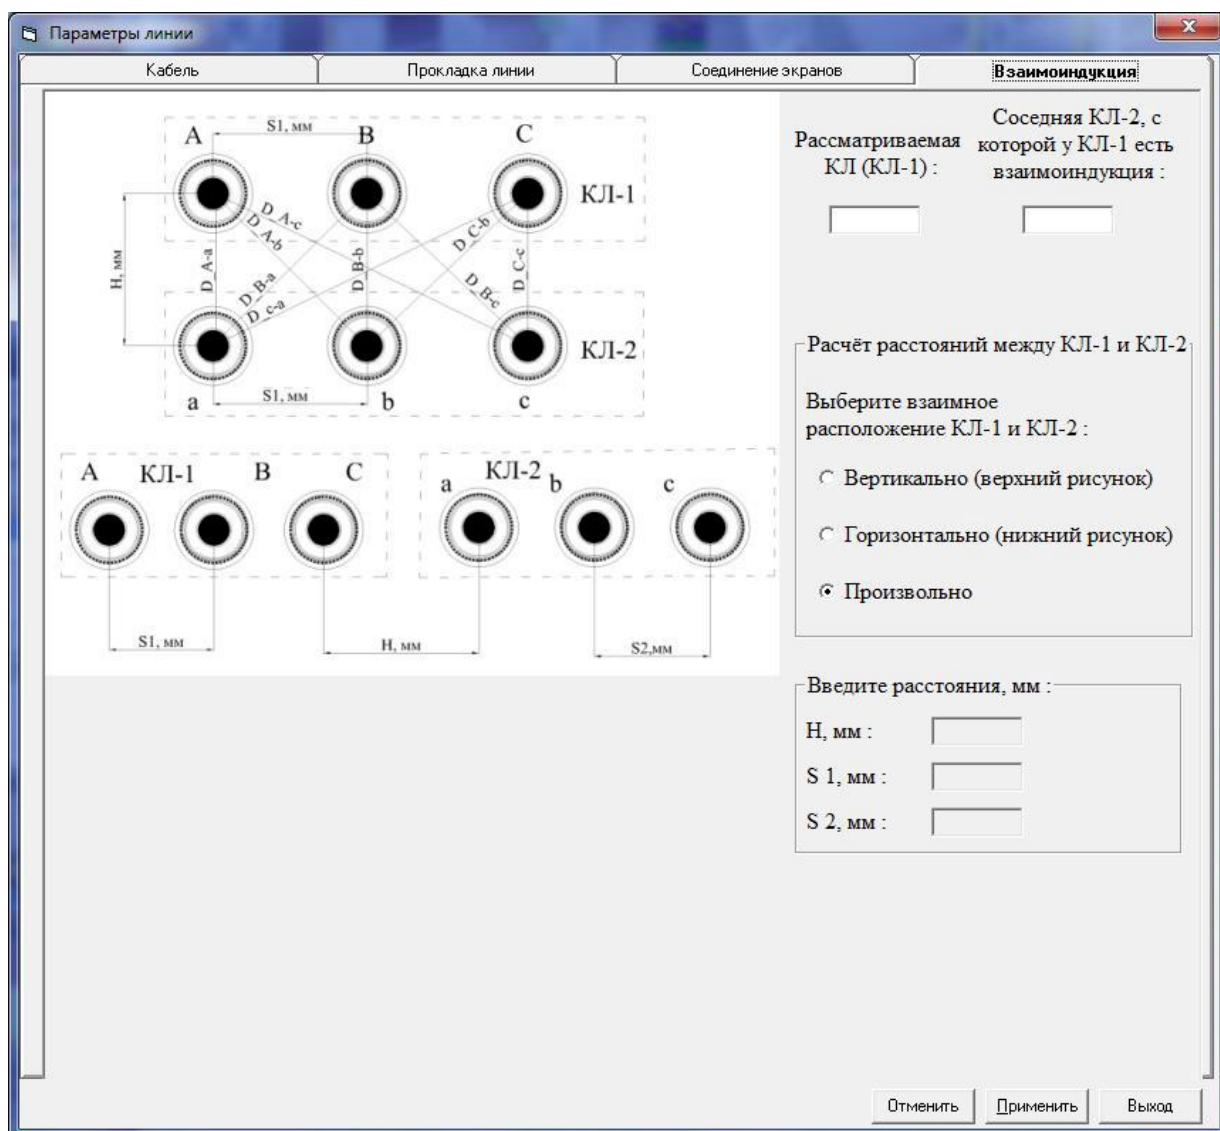 Параметры линии
Кабель
Прокладка линии
Соединение экранов
Взаимоиндукция
S1, мм
A
B
C
КЛ-1
D_A-c
D_A-b
D_C-b
H, мм
D_A-a
D_B-a
D_c-a
D_B-b
D_B-c
D_C-c
КЛ-2
S1, мм
a
b
c
A
КЛ-1
B
C
КЛ-2
a
b
c
S1, мм
H, мм
S2,мм
Рассматриваемая
КЛ (КЛ-1) :
Соседняя КЛ-2, с
которой у КЛ-1 есть
взаимоиндукция :
Расчёт расстояний между КЛ-1 и КЛ-2
Выберите взаимное
расположение КЛ-1 и КЛ-2 :
Вертикально (верхний рисунок)
Горизонтально (нижний рисунок)
Произвольно
Введите расстояния, мм :
H, мм :
S 1, мм :
S 2, мм :
Отменить
Применить
Выход